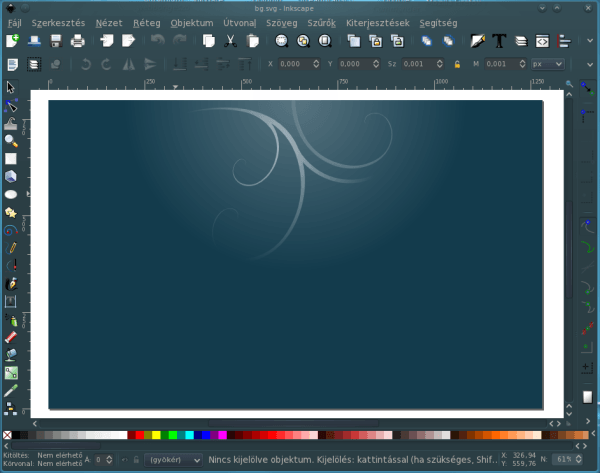 bg.svg - Inkscape
Fájl Szerkesztés Nézet Réteg Objektum Útvonal Szöveg Szűrők Kiterjesztések Segítség
X 0,000 Y 0,000 Sz 0,001 M 0,001 px
0 250 500 750 1000 1250
Kitöltés: Nem elérhető
Körvonal: Nem elérhető
Á 0 (gyökér) Nincs kijelölve objektum. Kijelölés: kattintással (ha szükséges, Shif...
X: 326,94
Y: 559,76
N: 61%